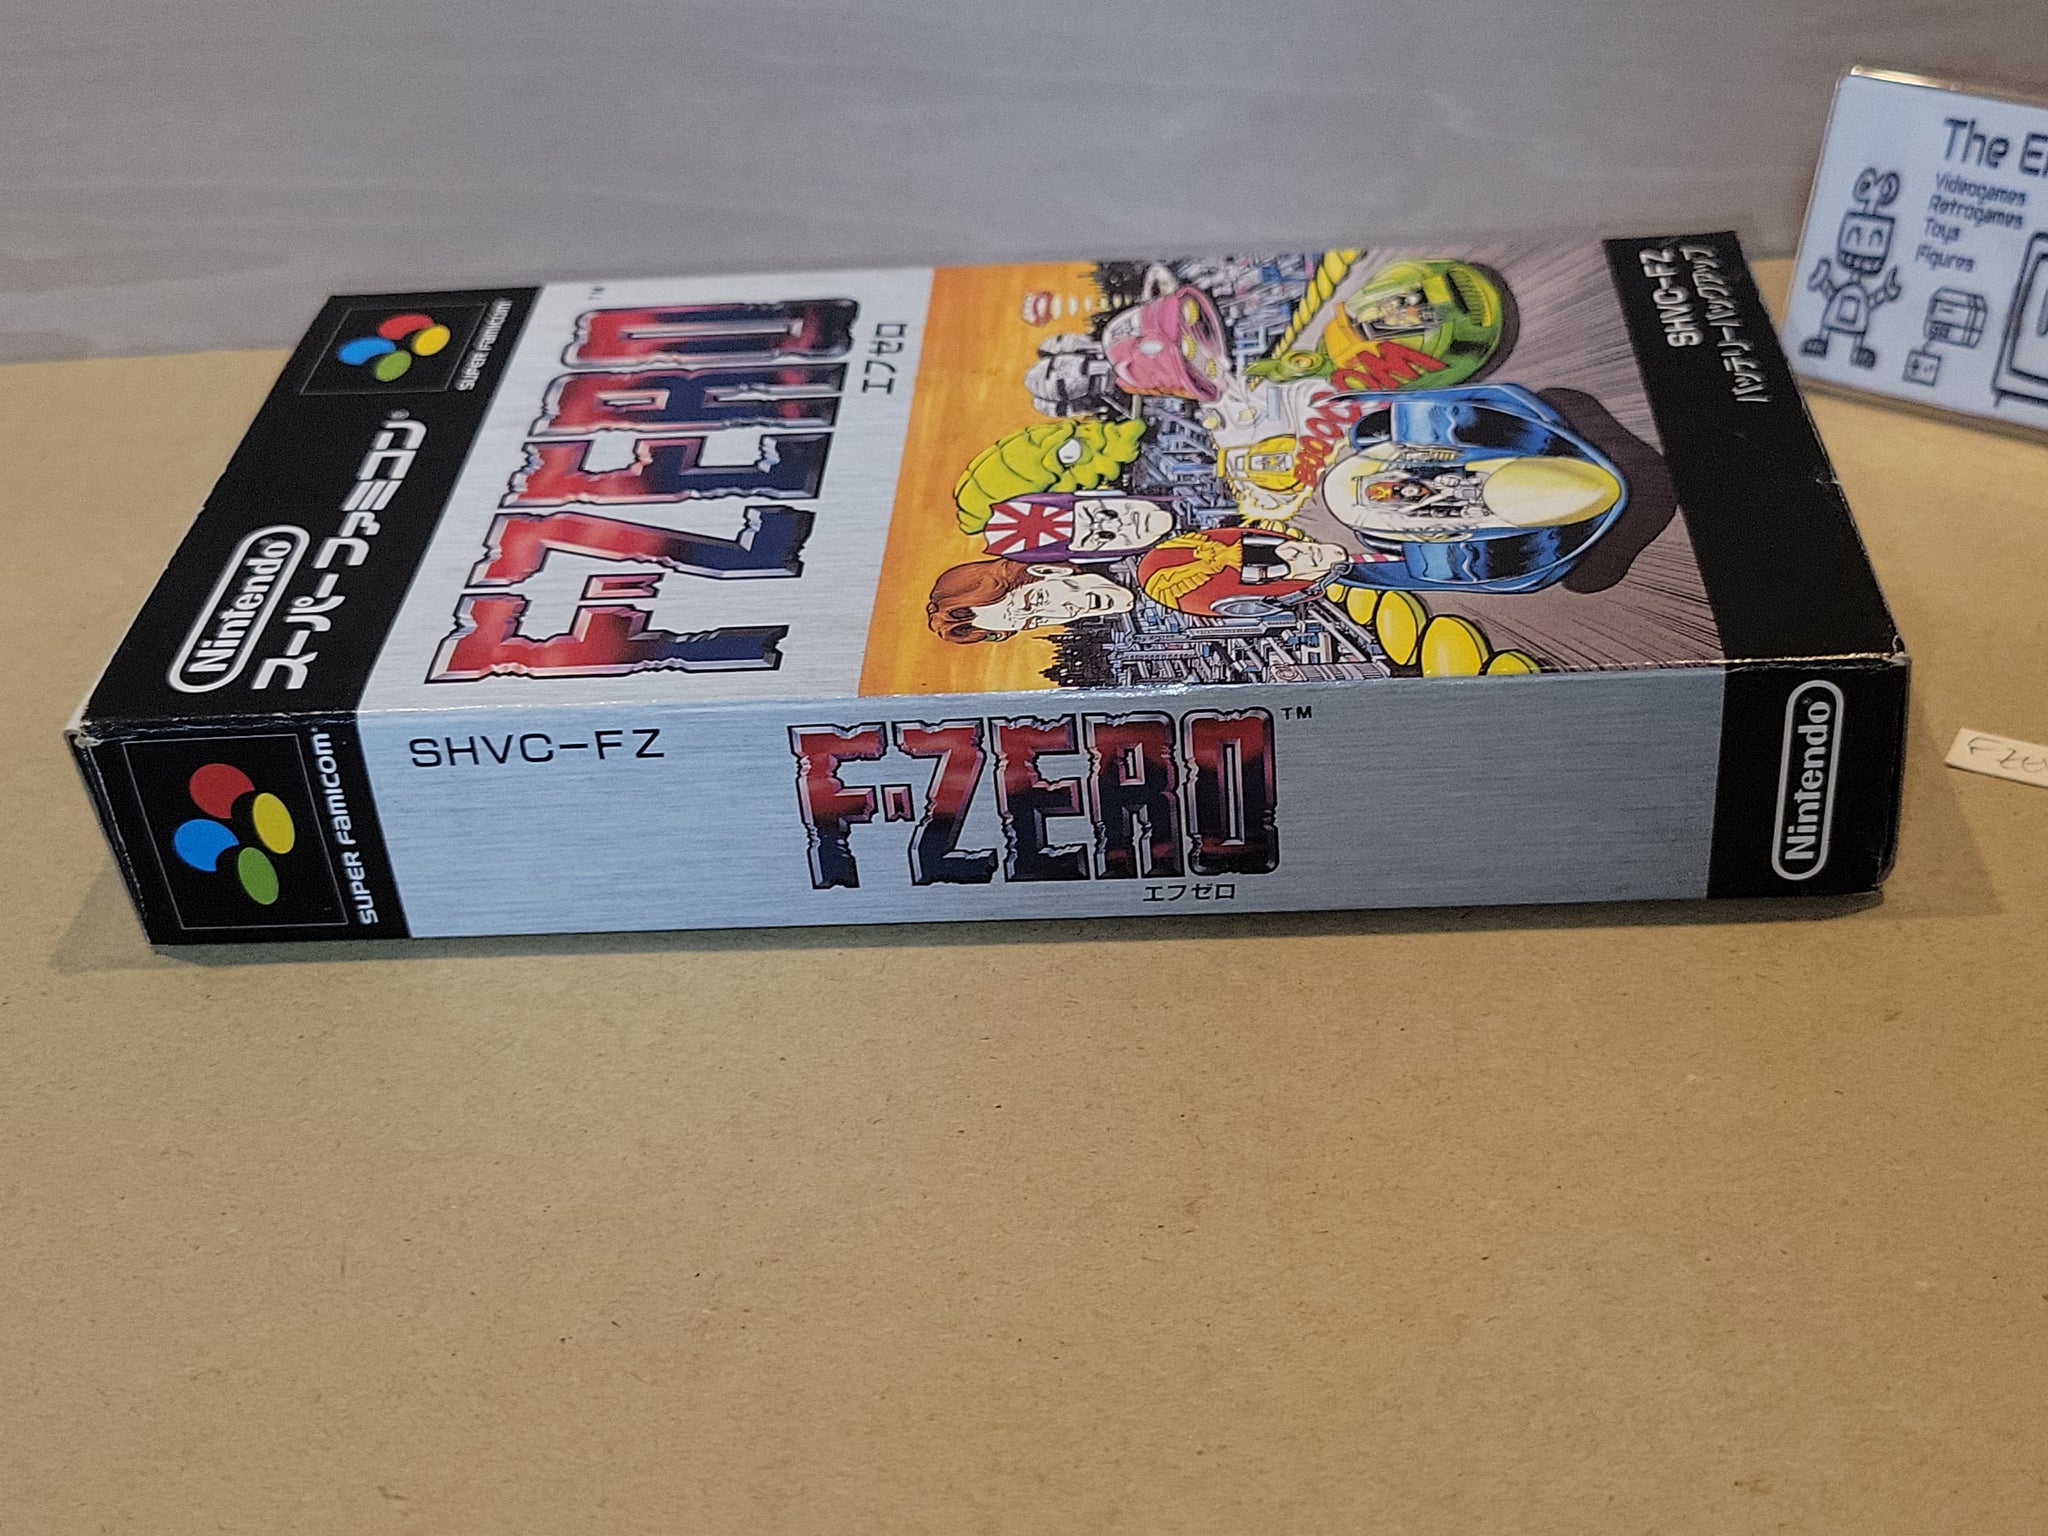 Nintendo®
スーパーファミコン®
SUPER FAMICOM
F-ZERO™
エフゼロ
BOOOOOMM
SHVC-FZ
バッテリーバックアップ
SUPER FAMICOM®
SHVC-FZ
F-ZERO™
エフゼロ
Nintendo®
The
Videogames
Retrogames
Toys
Figures